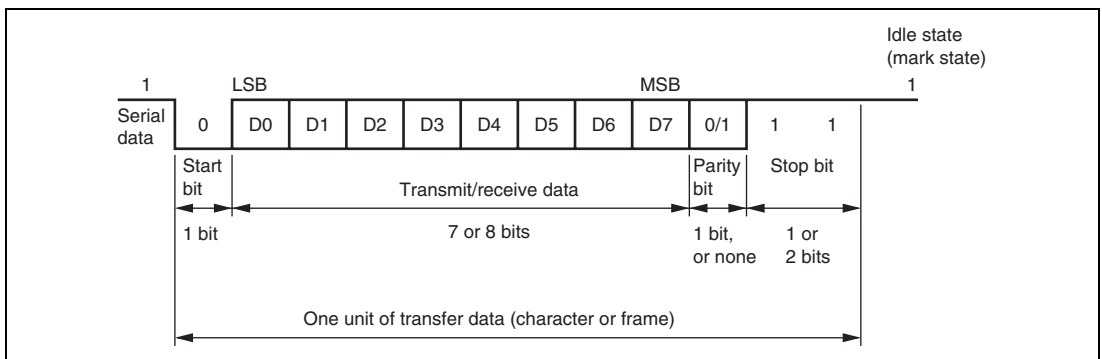 Idle state
(mark state)
1 LSB MSB 1
Serial
data
0 D0 D1 D2 D3 D4 D5 D6 D7 0/1 1 1
Start
bit
Transmit/receive data
Parity
bit
Stop bit
1 bit
7 or 8 bits
1 bit,
or none
1 or
2 bits
One unit of transfer data (character or frame)